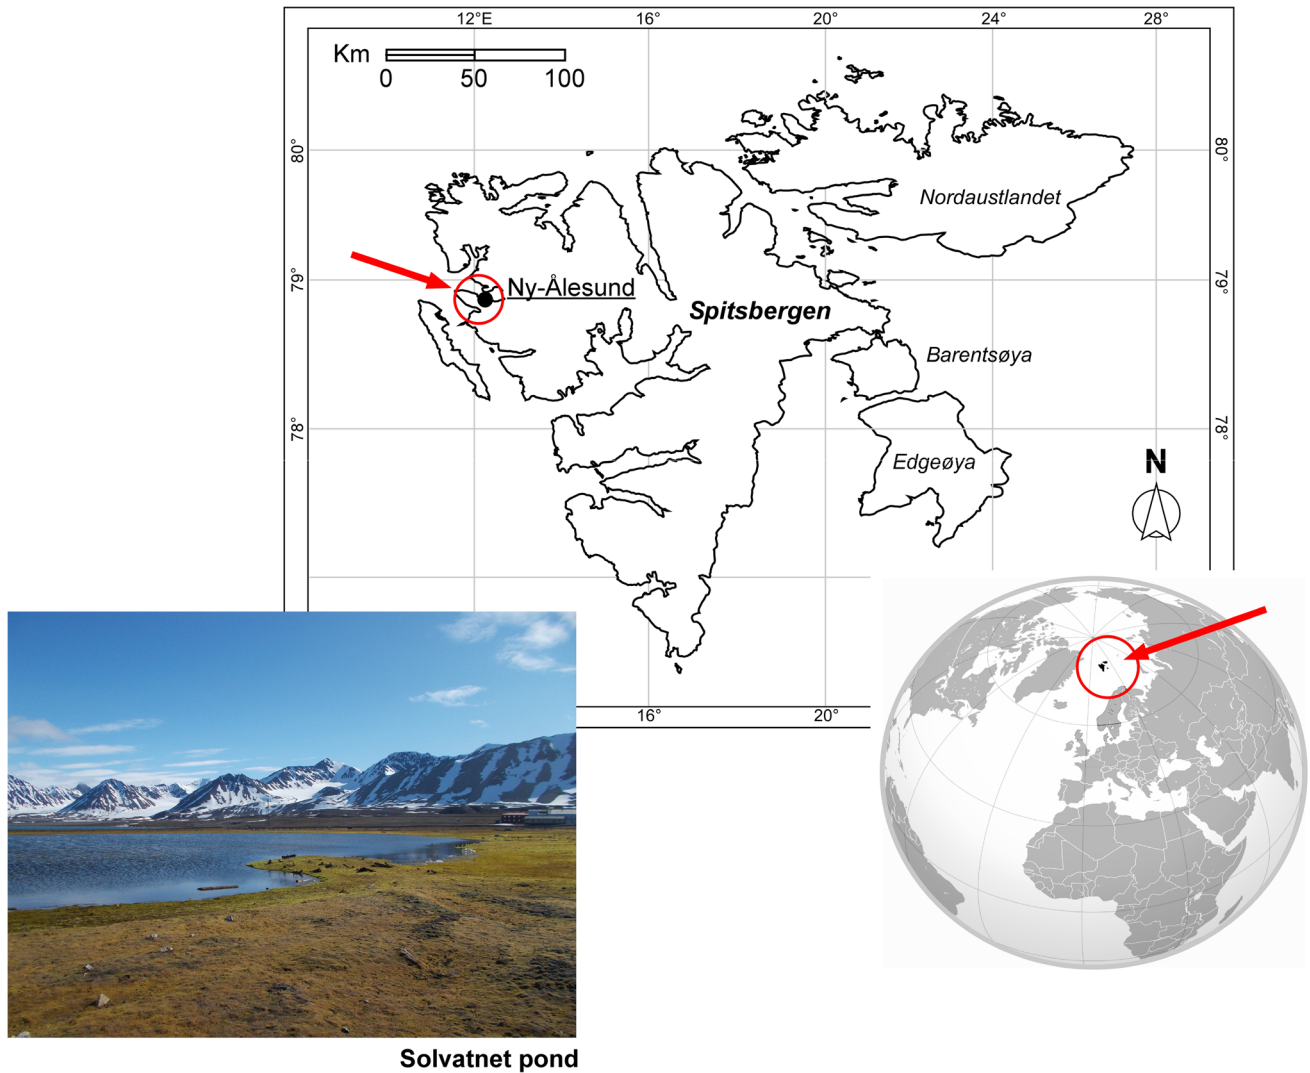 12°E 16° 20° 24° 28°
Km
0 50 100
80° 80°
Nordaustlandet
79° 79°
Ny-Ålesund
Spitsbergen
Barentsøya
78° 78°
Edgeøya
N
16° 20°
Solvatnet pond